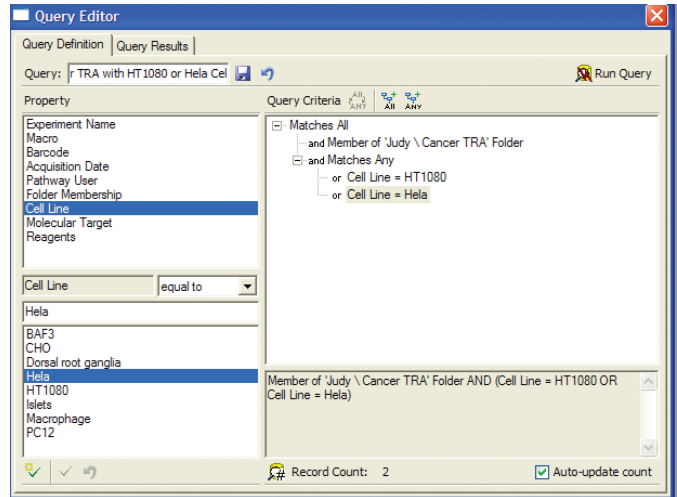 Query Editor
Query Definition
Query Results
Query: r TRA with HT1080 or Hela Cel
Run Query
Property
Query Criteria
All
ANY
All
ANY
Experiment Name
Macro
Barcode
Acquisition Date
Pathway User
Folder Membership
Cell Line
Molecular Target
Reagents
Matches All
and Member of 'Judy \ Cancer TRA' Folder
and Matches Any
or Cell Line = HT1080
or Cell Line = Hela
Cell Line
equal to
Hela
BAF3
CHO
Dorsal root ganglia
Hela
HT1080
Islets
Macrophage
PC12
Member of 'Judy \ Cancer TRA' Folder AND (Cell Line = HT1080 OR
Cell Line = Hela)
Record Count: 2
Auto-update count